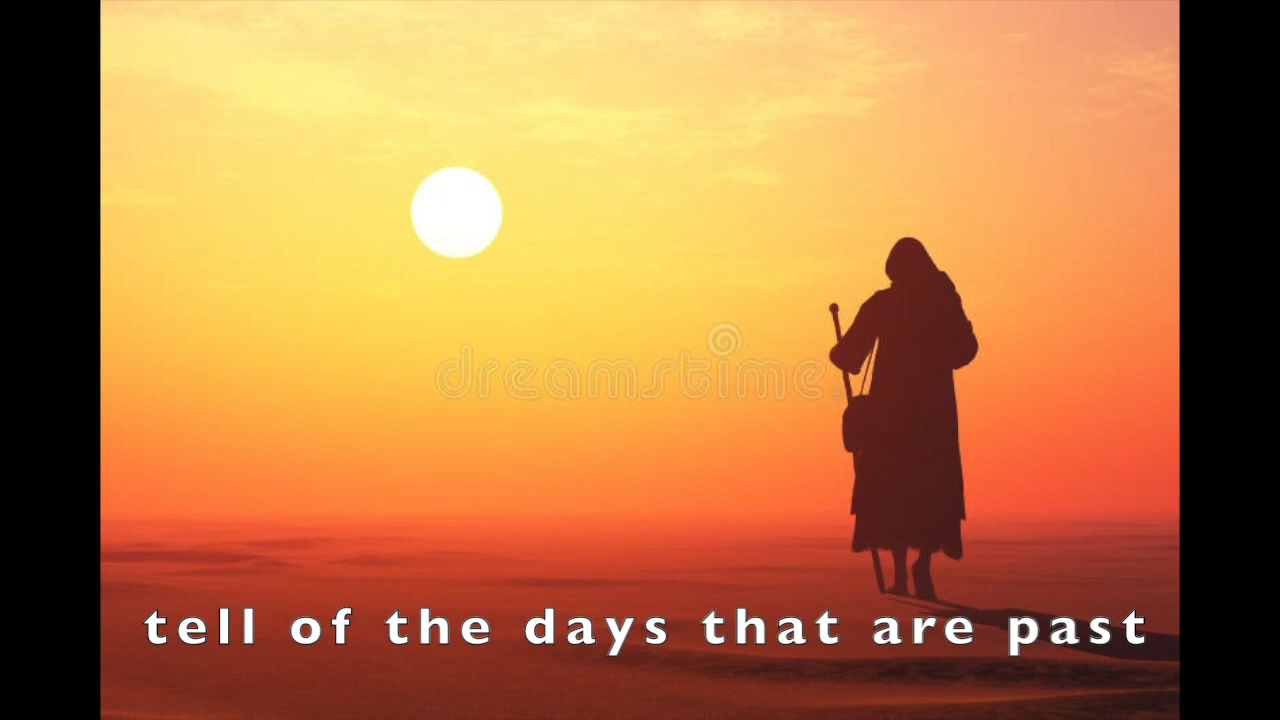 dreamstime.
tell of the days that are past